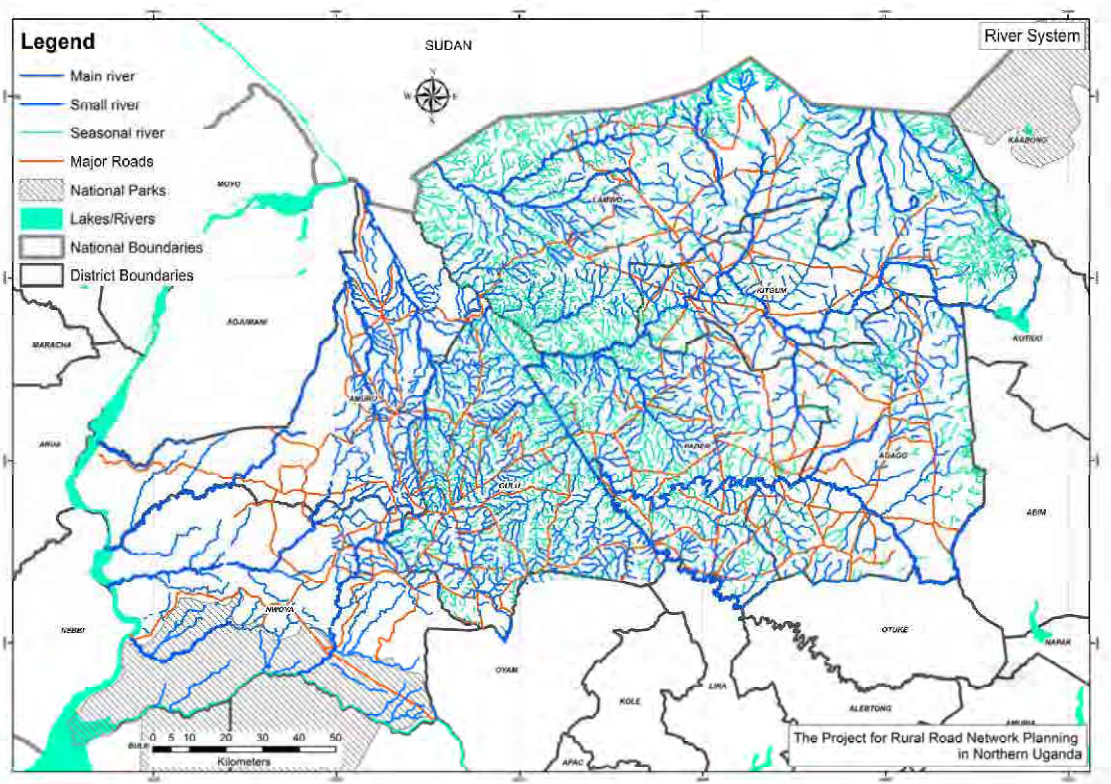 Legend
Main river
Small river
Seasonal river
Major Roads
National Parks
Lakes/Rivers
National Boundaries
District Boundaries
SUDAN
N
W E
S
River System
KAABONG
MOYO
LAMWO
ADJUMANI
KITGUM
MARACHA
KOTIDO
AMURU
ARUA
PADER
AGAGO
GULU
ABIM
NWOYA
NEBBI
OTUKE
NAPAK
OYAM
KOLE
LIRA
ALEBTONG
AMURIA
APAC
0 5 10 20 30 40 50
Kilometers
The Project for Rural Road Network Planning
in Northern Uganda